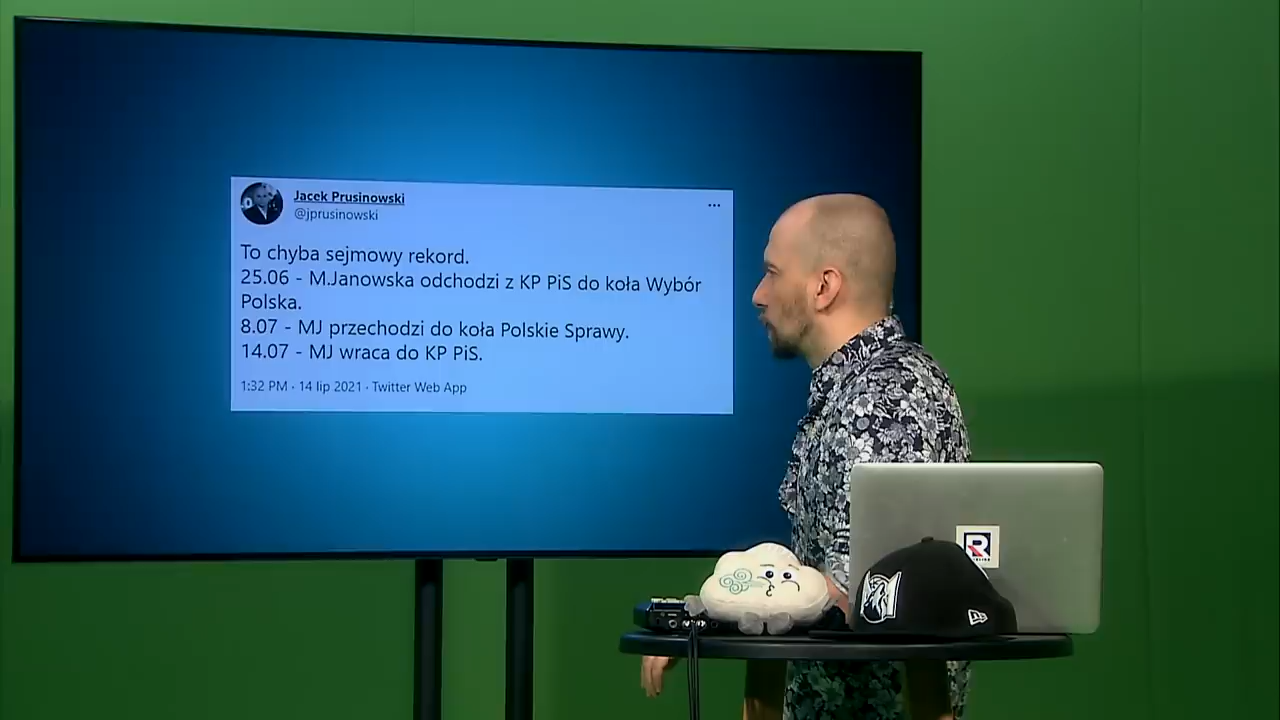 Jacek Prusinowski
@jprusinowski
To chyba sejmowy rekord.
25.06 - M.Janowska odchodzi z KP PiS do koła Wybór
Polska.
8.07 - MJ przechodzi do koła Polskie Sprawy.
14.07 - MJ wraca do KP PiS.
1:32 PM · 14 lip 2021 · Twitter Web App
R